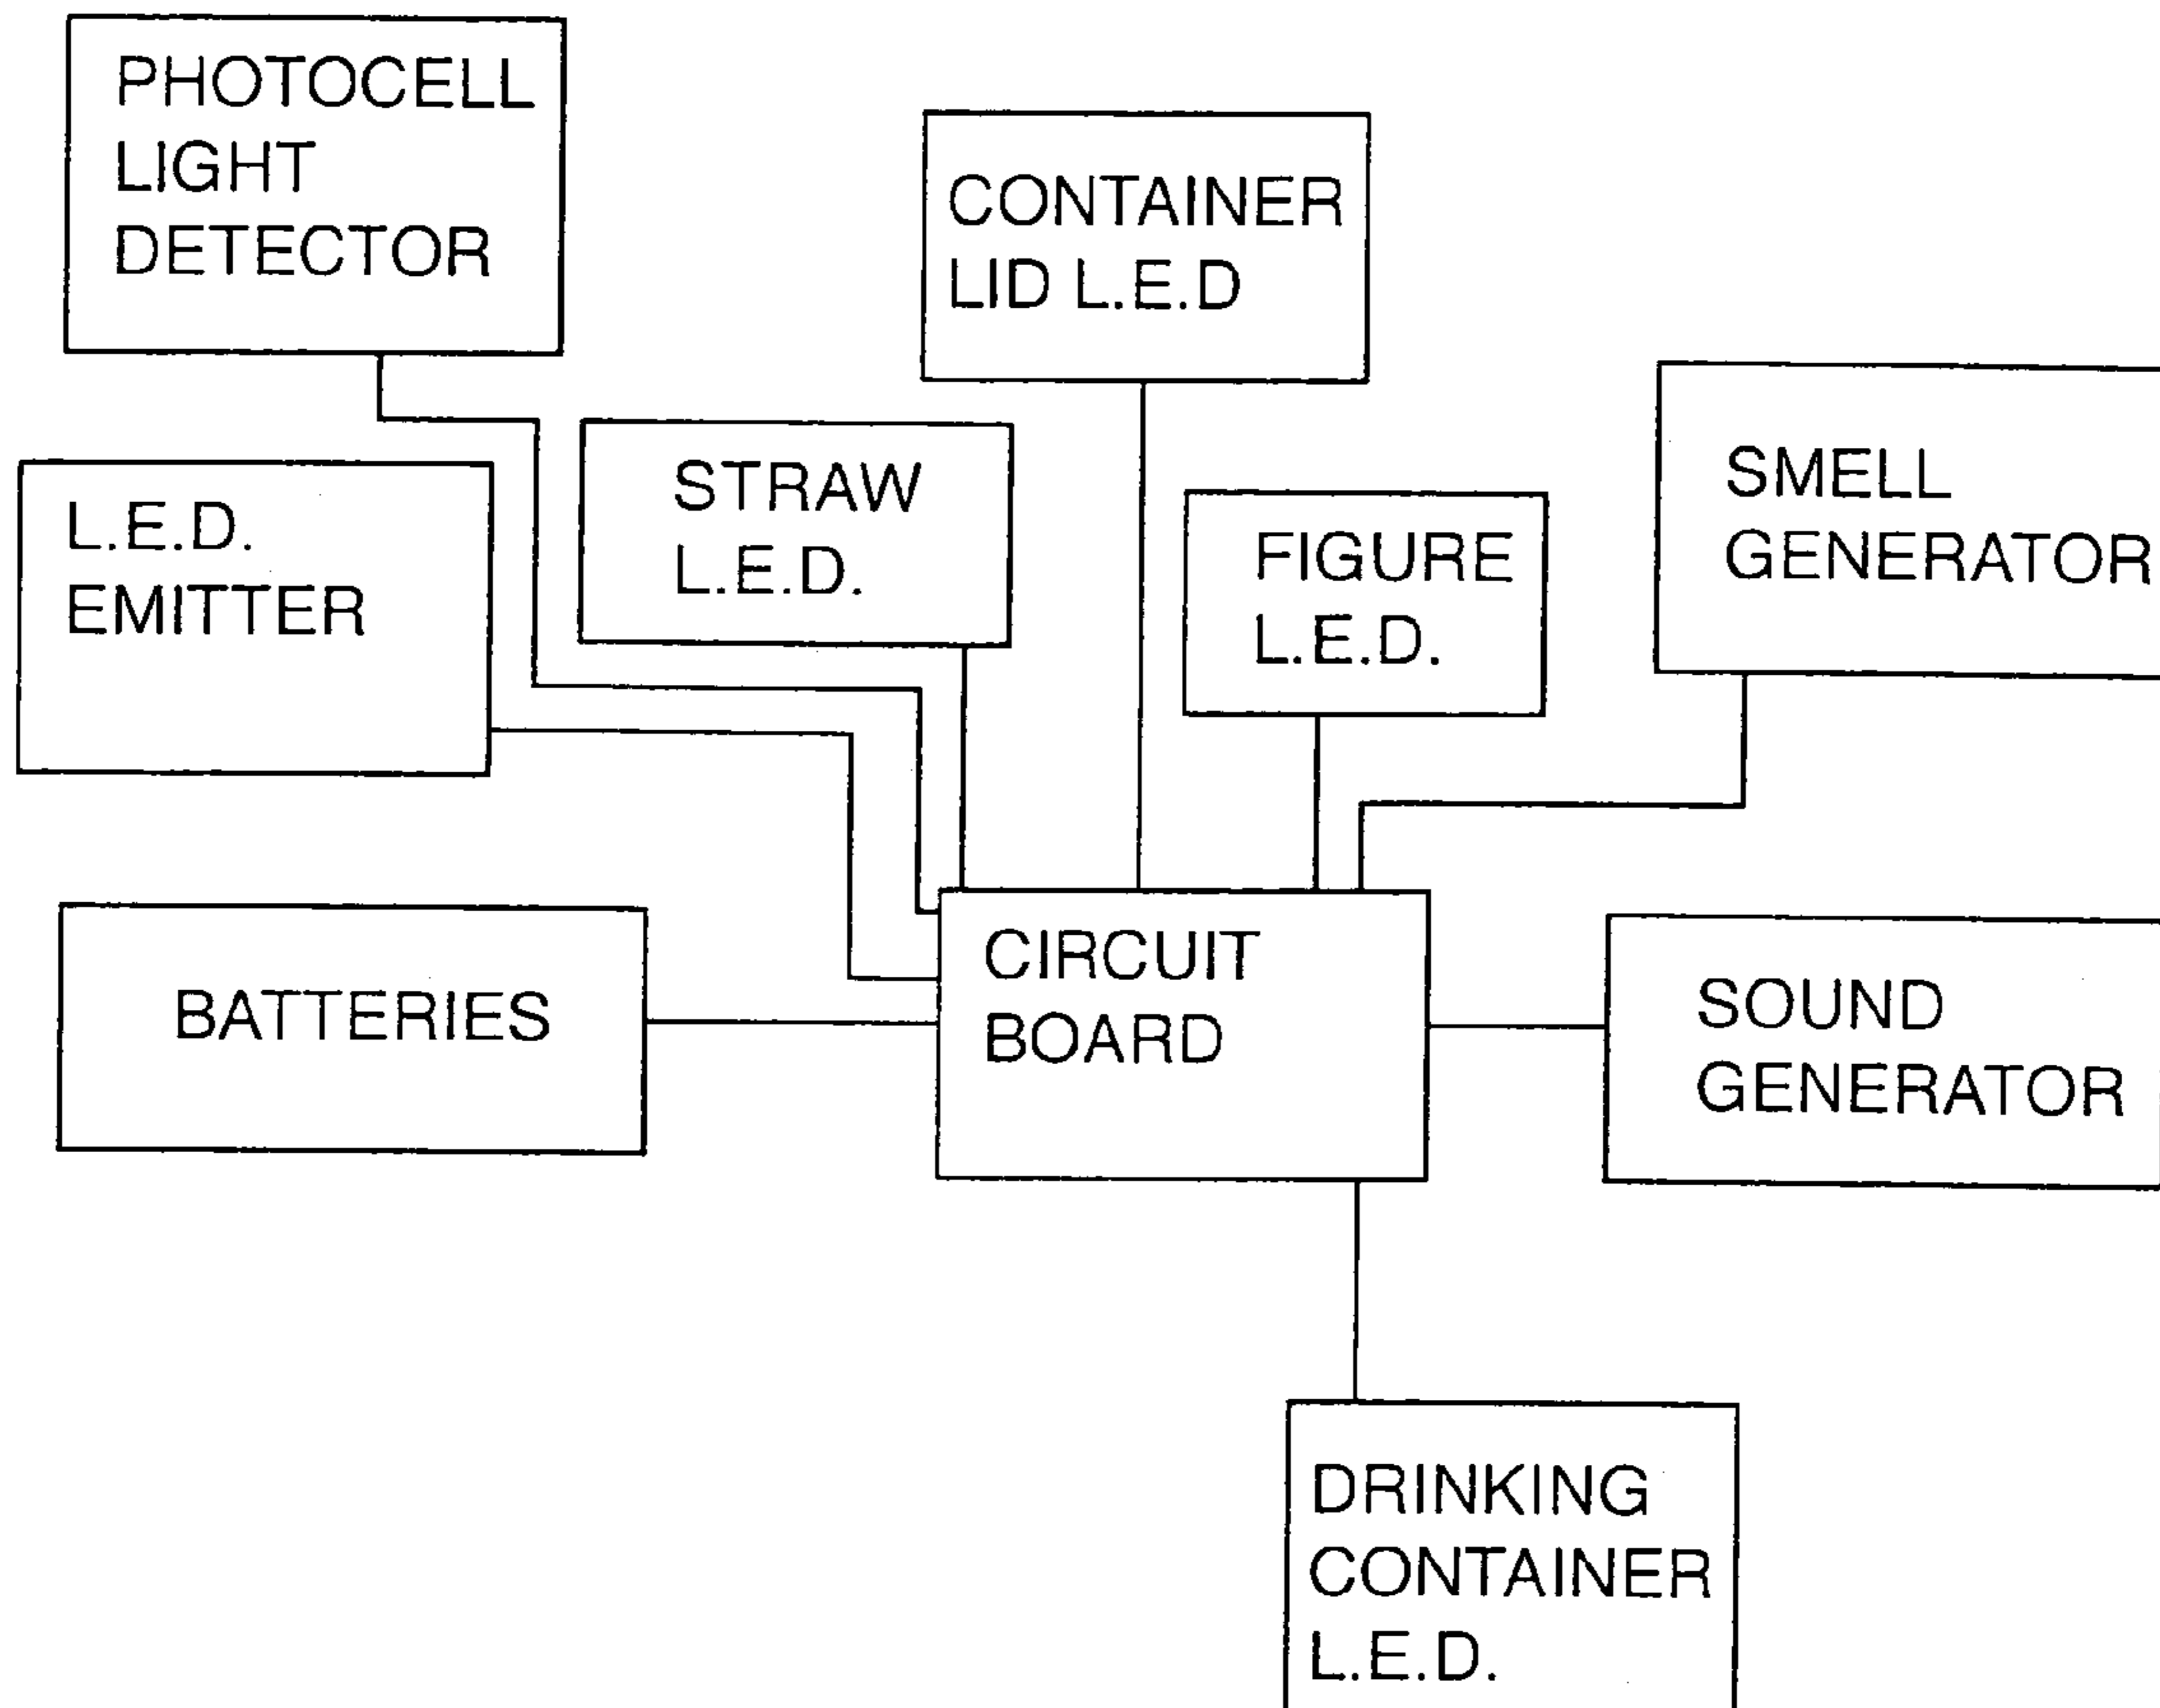 PHOTOCELL
LIGHT
DETECTOR
CONTAINER
LID L.E.D
STRAW
L.E.D.
L.E.D.
EMITTER
FIGURE
L.E.D.
SMELL
GENERATOR
BATTERIES
CIRCUIT
BOARD
SOUND
GENERATOR
DRINKING
CONTAINER
L.E.D.